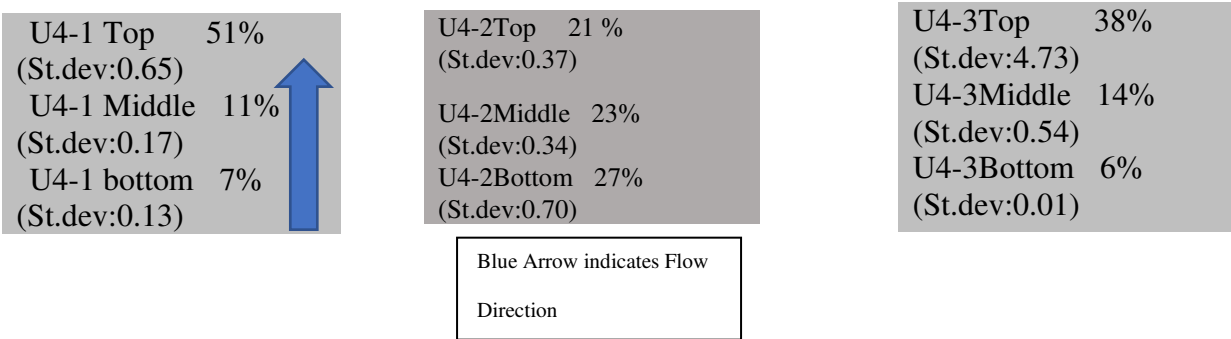 U4-1 Top 51%
(St.dev:0.65)
U4-1 Middle 11%
(St.dev:0.17)
U4-1 bottom 7%
(St.dev:0.13)
U4-2Top 21 %
(St.dev:0.37)
U4-2Middle 23%
(St.dev:0.34)
U4-2Bottom 27%
(St.dev:0.70)
U4-3Top 38%
(St.dev:4.73)
U4-3Middle 14%
(St.dev:0.54)
U4-3Bottom 6%
(St.dev:0.01)
Blue Arrow indicates Flow
Direction